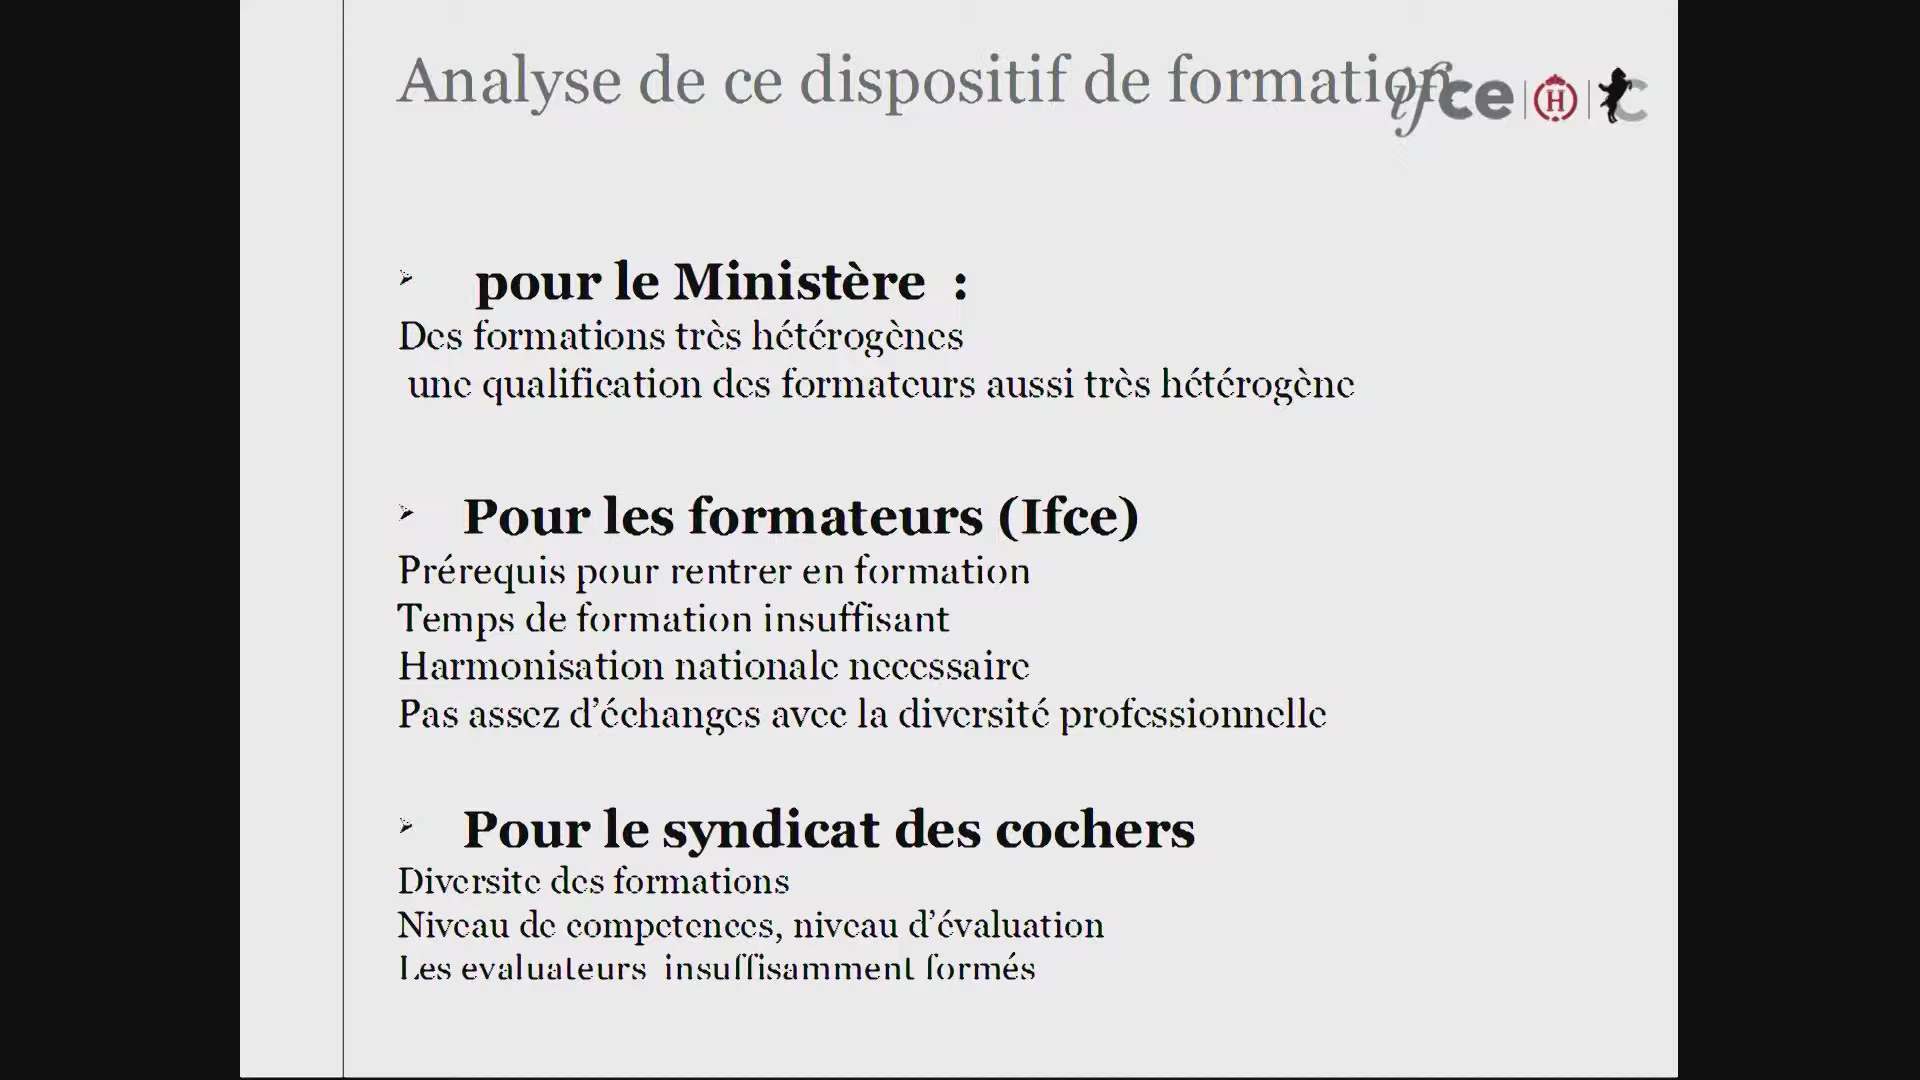 Analyse de ce dispositif de formation
ifce | H | C
pour le Ministère :
Des formations très hétérogènes
une qualification des formateurs aussi très hétérogène
Pour les formateurs (Ifce)
Prérequis pour rentrer en formation
Temps de formation insuffisant
Harmonisation nationale necessaire
Pas assez d’échanges avec la diversité professionnelle
Pour le syndicat des cochers
Diversite des formations
Niveau de competences, niveau d’évaluation
Les evaluateurs insuffisamment formés